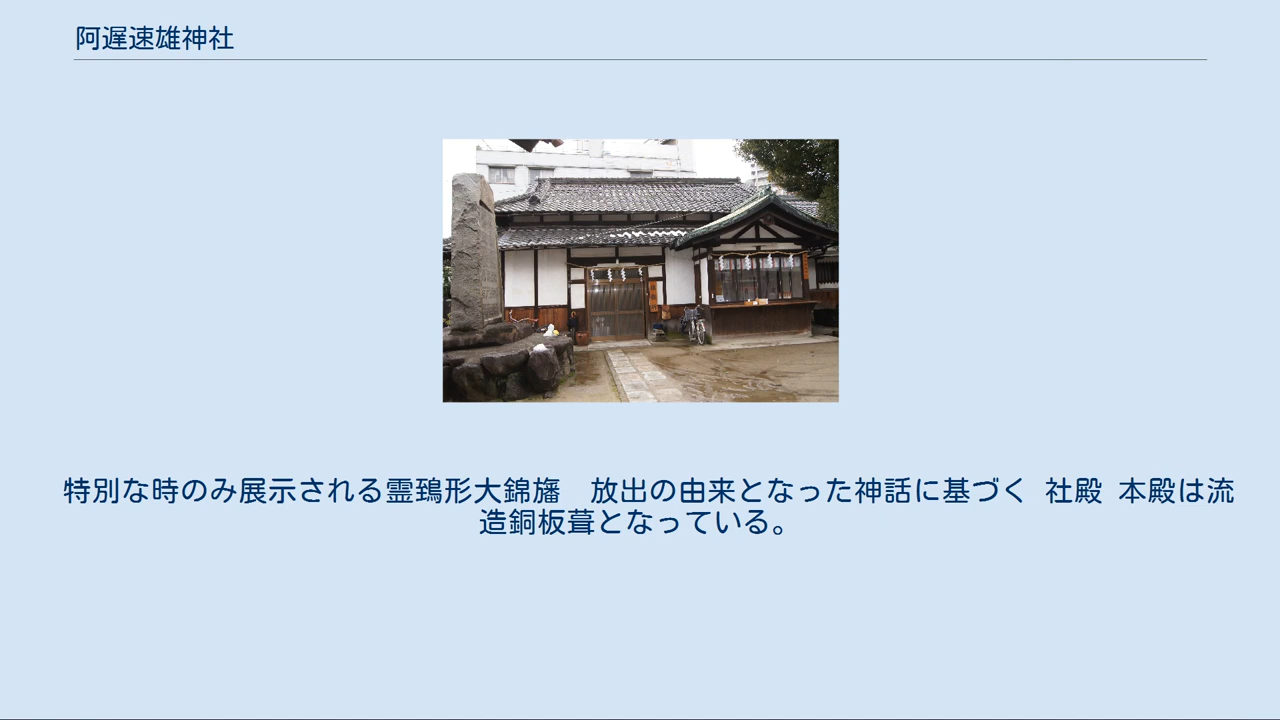 阿遅速雄神社
特別な時のみ展示される霊鵄形大錦旛　放出の由来となった神話に基づく 社殿 本殿は流
造銅板葺となっている。